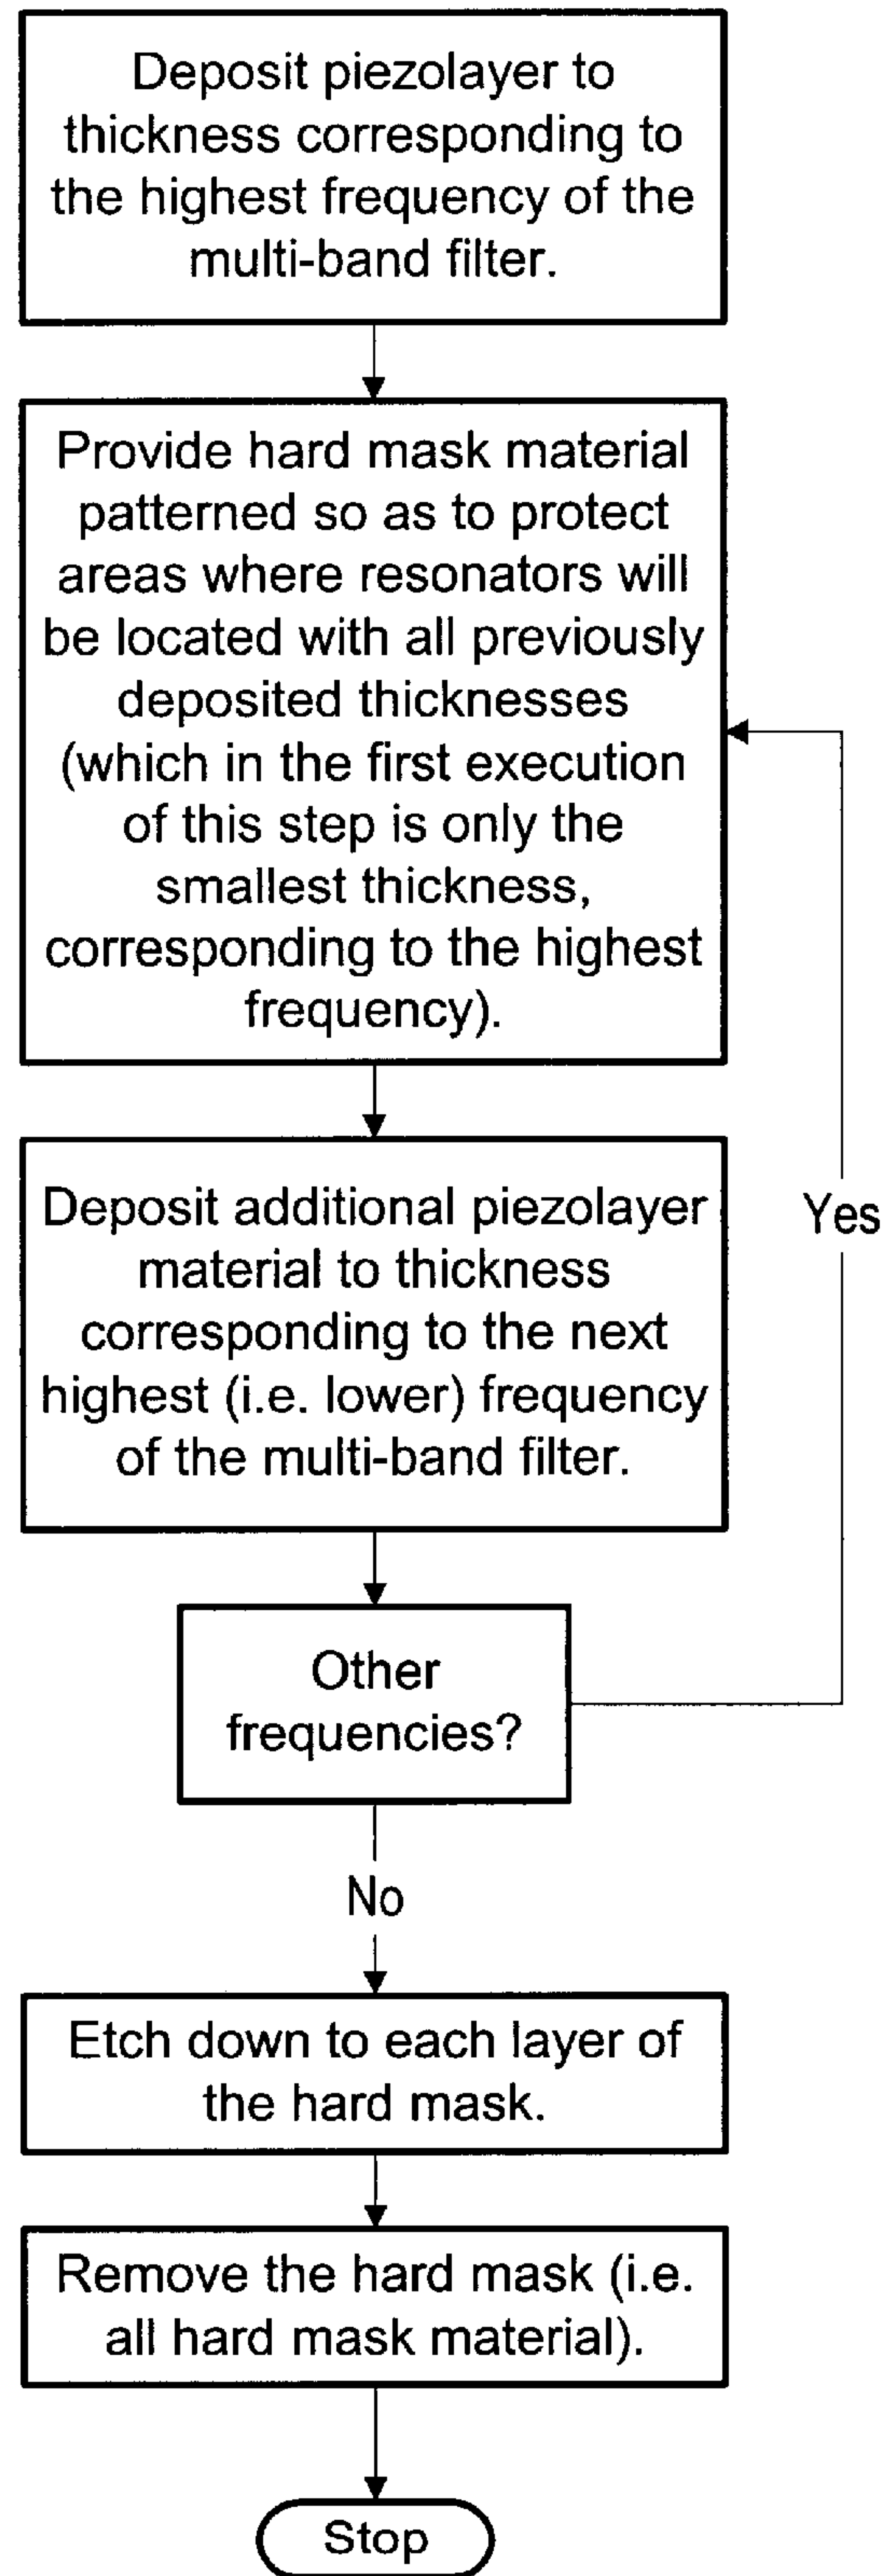 Deposit piezolayer to
thickness corresponding to
the highest frequency of the
multi-band filter.
Provide hard mask material
patterned so as to protect
areas where resonators will
be located with all previously
deposited thicknesses
(which in the first execution
of this step is only the
smallest thickness,
corresponding to the highest
frequency).
Deposit additional piezolayer
material to thickness
corresponding to the next
highest (i.e. lower) frequency
of the multi-band filter.
Yes
Other
frequencies?
No
Etch down to each layer of
the hard mask.
Remove the hard mask (i.e.
all hard mask material).
Stop